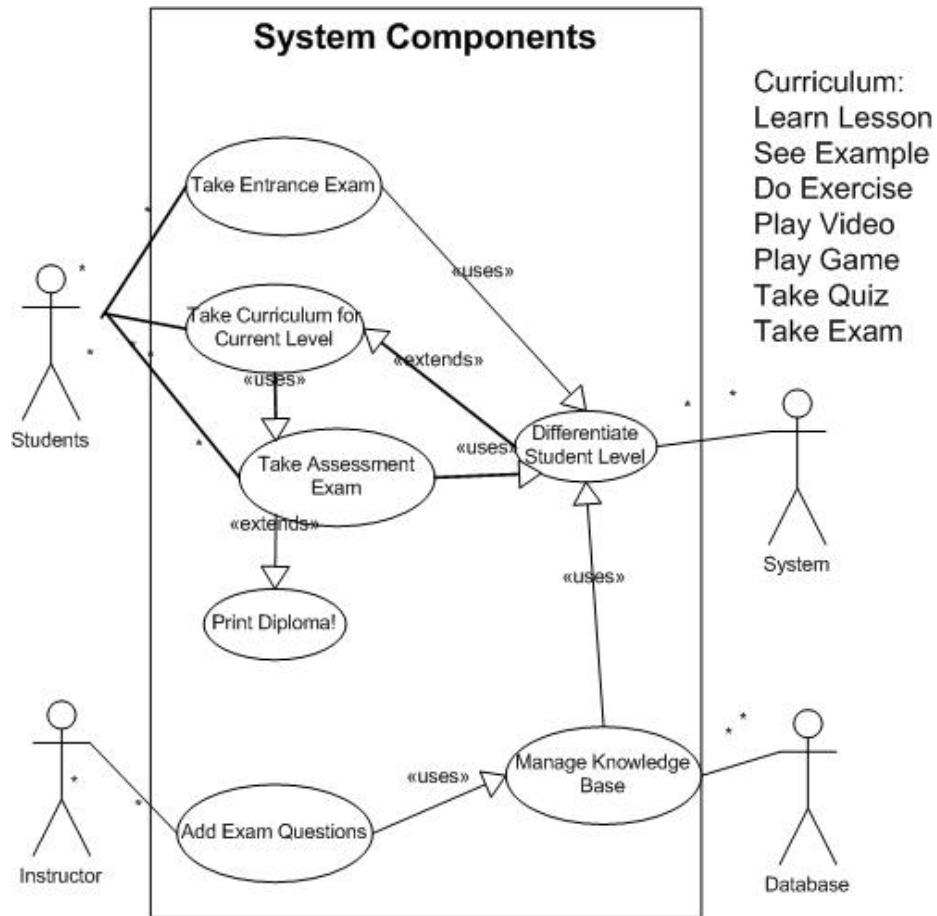 System Components
Curriculum:
Learn Lesson
See Example
Do Exercise
Play Video
Play Game
Take Quiz
Take Exam
Take Entrance Exam
*
«uses»
*
Students
*
* *
*
Take Curriculum for
Current Level
«uses»
«extends»
Take Assessment
Exam
«uses»
Differentiate
Student Level
* *
System
«extends»
Print Diploma!
«uses»
Instructor
*
*
Add Exam Questions
«uses»
Manage Knowledge
Base
* *
Database